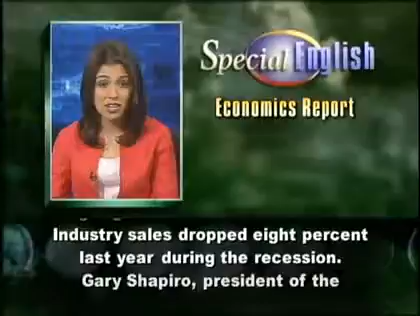 Special English
Economics Report
Industry sales dropped eight percent
last year during the recession.
Gary Shapiro, president of the